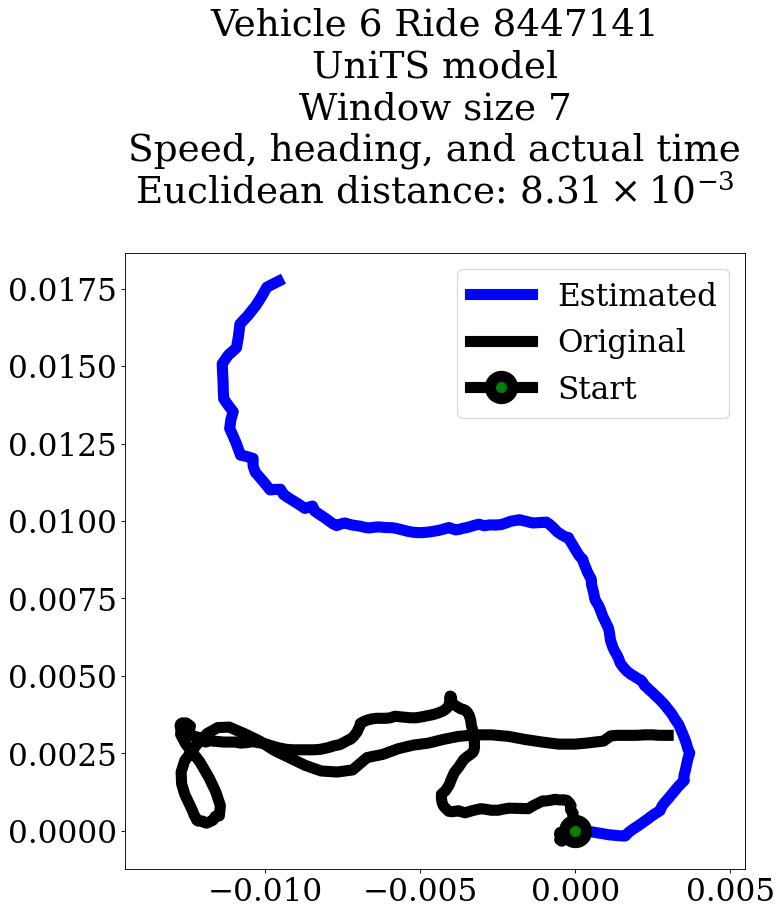 Vehicle 6 Ride 8447141
UniTS model
Window size 7
Speed, heading, and actual time
Euclidean distance: 8.31 × 10⁻³
Estimated
Original
Start
0.0175
0.0150
0.0125
0.0100
0.0075
0.0050
0.0025
0.0000
−0.010
−0.005
0.000
0.005